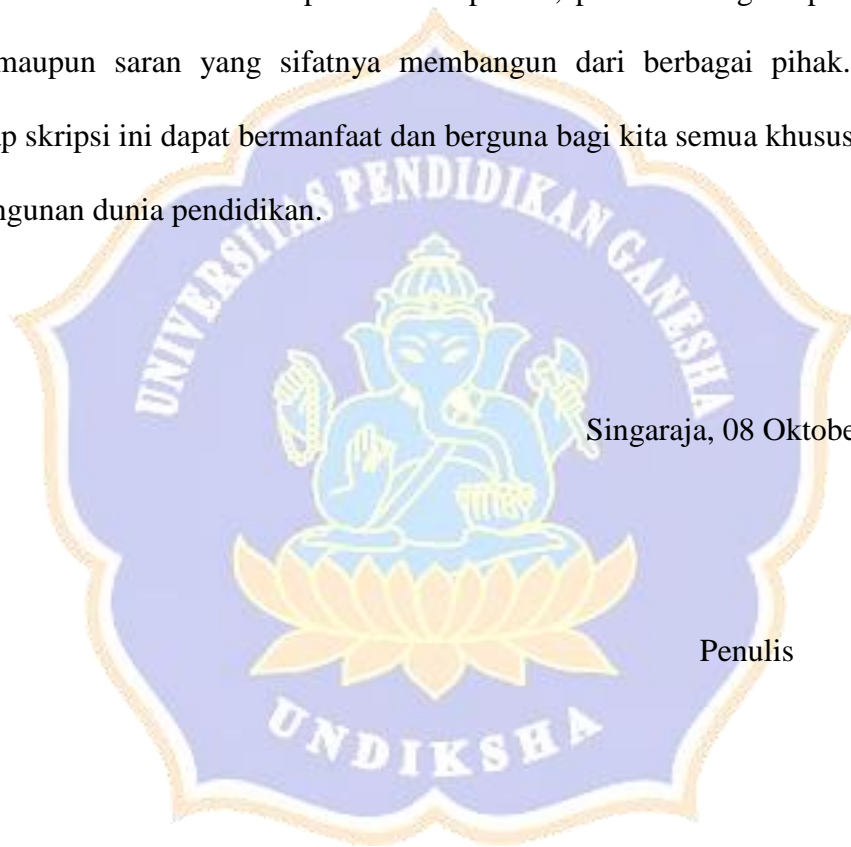 maupun saran yang sifatnya membangun dari berbagai pihak.
p skripsi ini dapat bermanfaat dan berguna bagi kita semua khusus
ngunan dunia pendidikan.
UNIVERSITAS PENDIDIKAN GANESHA
Singaraja, 08 Oktobe
Penulis
UNDIKSHA